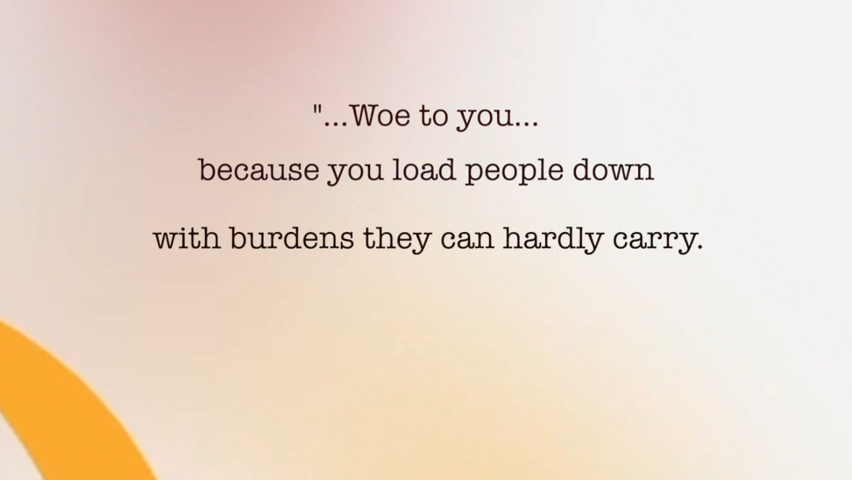 "...Woe to you...
because you load people down
with burdens they can hardly carry.